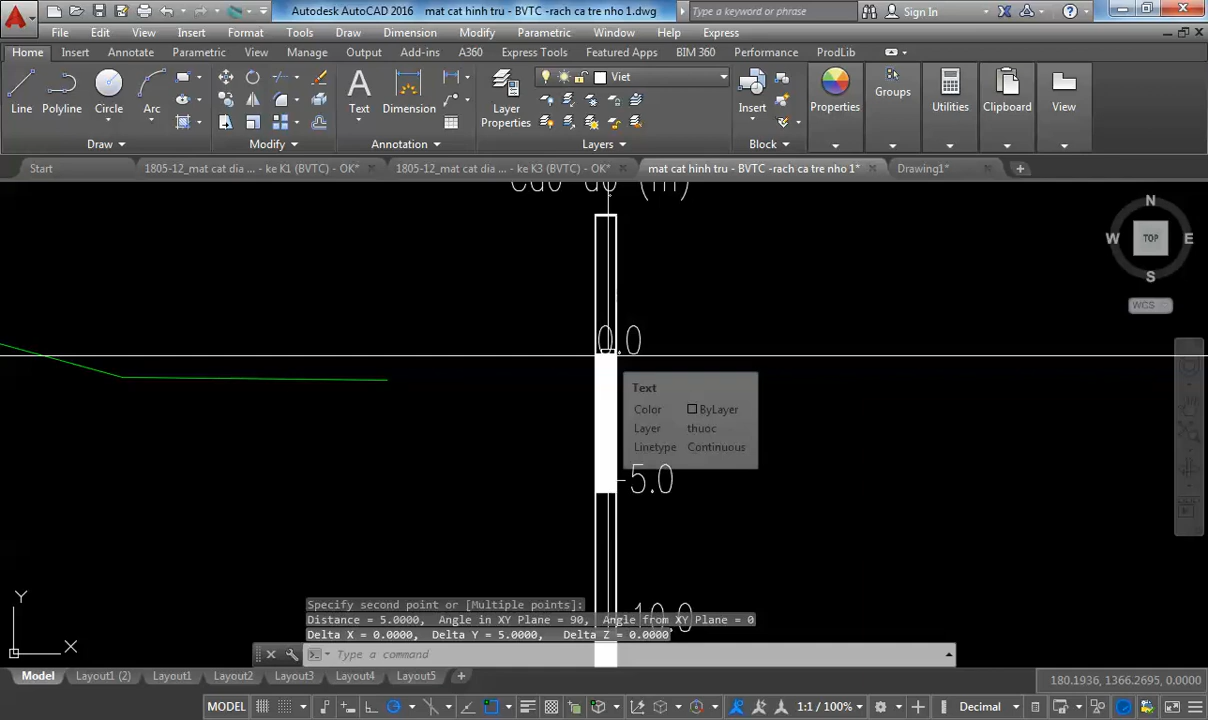 Autodesk AutoCAD 2016 mat cat hinh tru - BVTC -rach ca tre nho 1.dwg
Type a keyword or phrase
Sign In
File Edit View Insert Format Tools Draw Dimension Modify Parametric Window Help Express
Home Insert Annotate Parametric View Manage Output Add-ins A360 Express Tools Featured Apps BIM 360 Performance ProdLib
Line Polyline Circle Arc
Text Dimension
Layer Properties
Viet
Insert
Properties Groups Utilities Clipboard View
Draw Modify Annotation Layers Block
Start 1805-12_mat cat dia ... - ke K1 (BVTC) - OK* 1805-12_mat cat dia ... - ke K3 (BVTC) - OK* mat cat hinh tru - BVTC -rach ca tre nho 1* Drawing1*
Cao độ (m)
N
W TOP E
S
WCS
0.0
Text
Color ByLayer
Layer thuoc
Linetype Continuous
-5.0
-10.0
Y
X
Specify second point or [Multiple points]:
Distance = 5.0000, Angle in XY Plane = 90, Angle from XY Plane = 0
Delta X = 0.0000, Delta Y = 5.0000, Delta Z = 0.0000
Type a command
Model Layout1 (2) Layout1 Layout2 Layout3 Layout4 Layout5
180.1936, 1366.2695, 0.0000
MODEL 1:1 / 100% Decimal